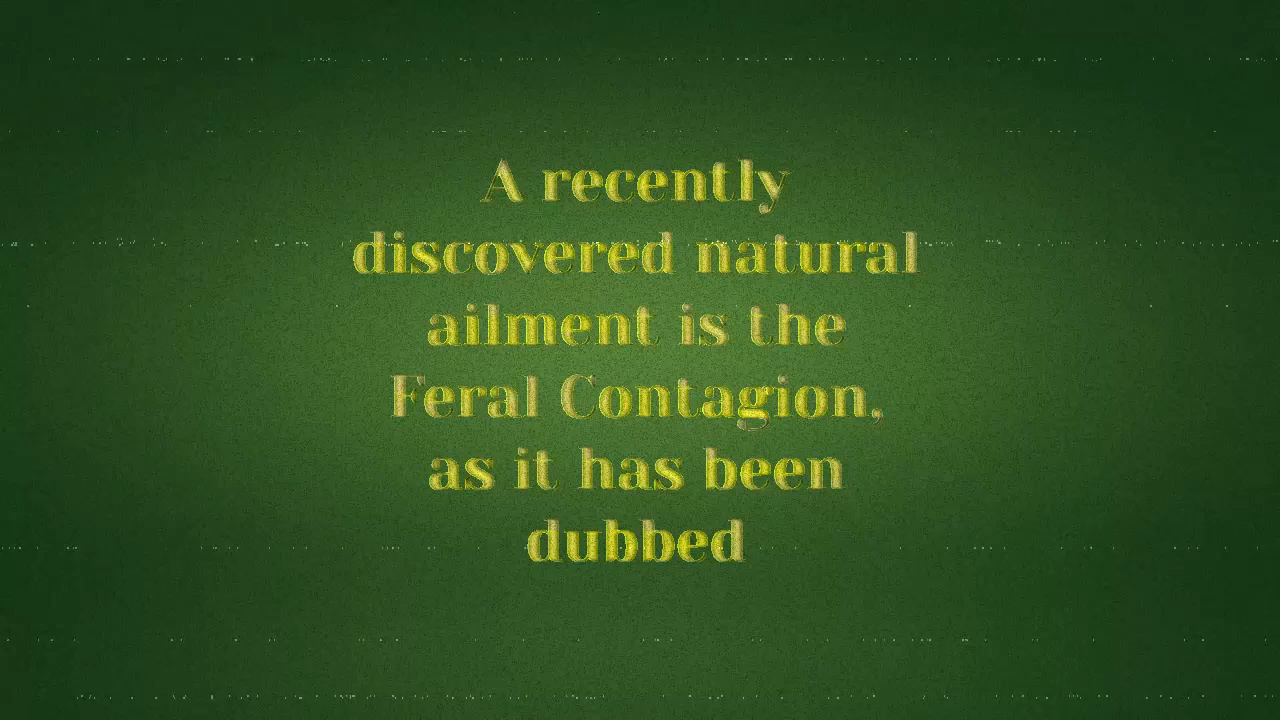 A recently
discovered natural
ailment is the
Feral Contagion,
as it has been
dubbed